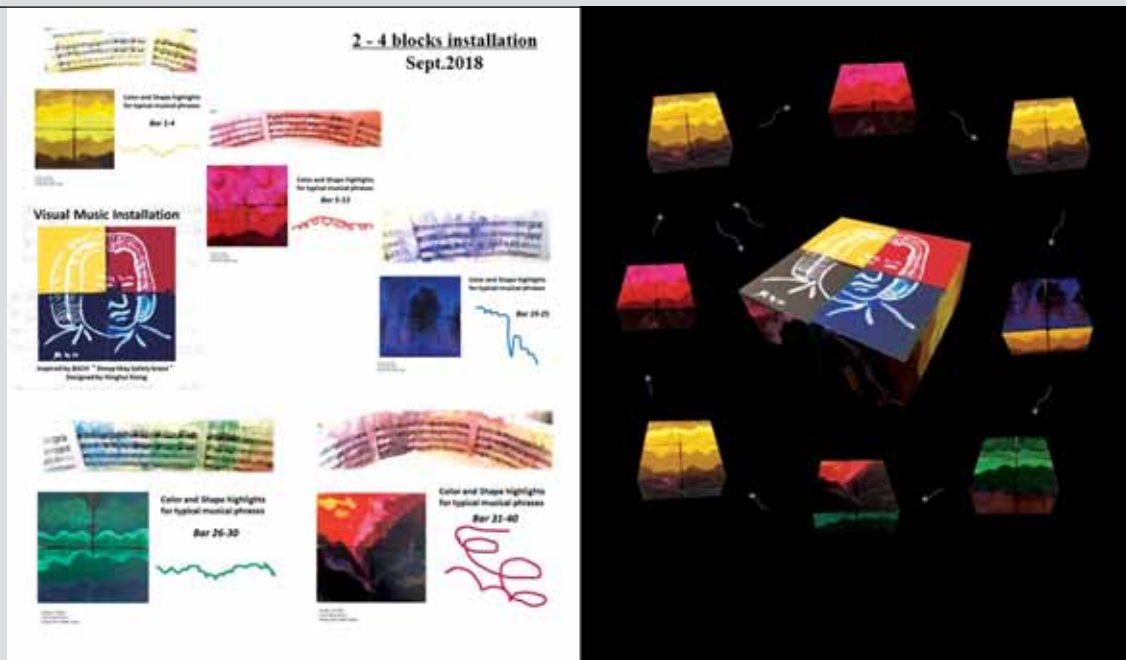 2 - 4 blocks installation
Sept.2018
Color and Shape highlights
for typical musical phrases
Bar 1-4
Color and Shape highlights
for typical musical phrases
Bar 5-13
Visual Music Installation
Color and Shape highlights
for typical musical phrases
Inspired by BACH " Sheep May Safely Graze "
Designed by
Color and Shape highlights
for typical musical phrases
Bar 26-30
Color and Shape highlights
for typical musical phrases
Bar 31-40